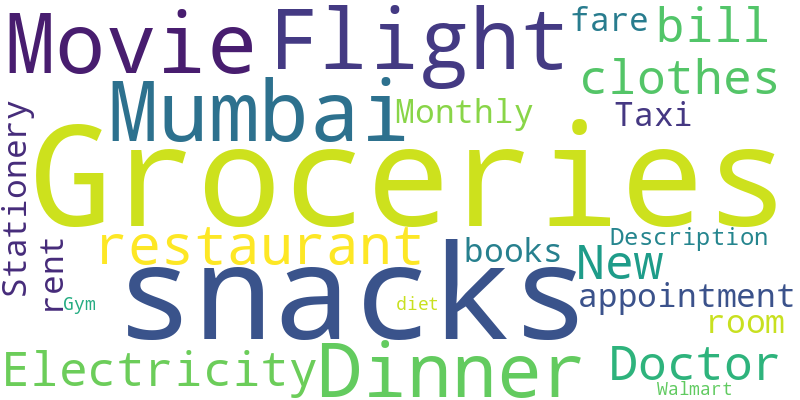 Movie
Flight
fare
bill
clothes
Mumbai
Monthly
Taxi
Groceries
Stationery
restaurant
books
Description
New
rent
snacks
appointment
Gym
diet
room
Electricity
Dinner
Doctor
Walmart